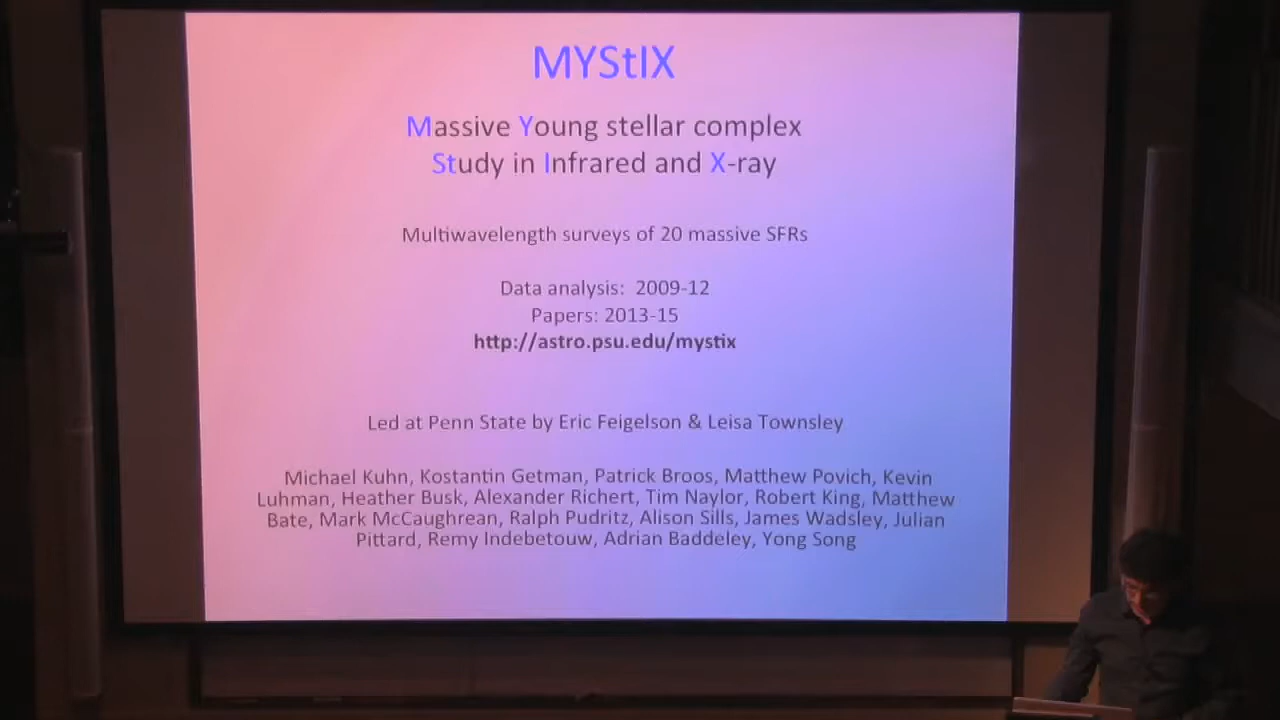 MYStIX
Massive Young stellar complex
Study in Infrared and X-ray
Multiwavelength surveys of 20 massive SFRs
Data analysis: 2009-12
Papers: 2013-15
http://astro.psu.edu/mystix
Led at Penn State by Eric Feigelson & Leisa Townsley
Michael Kuhn, Kostantin Getman, Patrick Broos, Matthew Povich, Kevin
Luhman, Heather Busk, Alexander Richert, Tim Naylor, Robert King, Matthew
Bate, Mark McCaughrean, Ralph Pudritz, Alison Sills, James Wadsley, Julian
Pittard, Remy Indebetouw, Adrian Baddeley, Yong Song